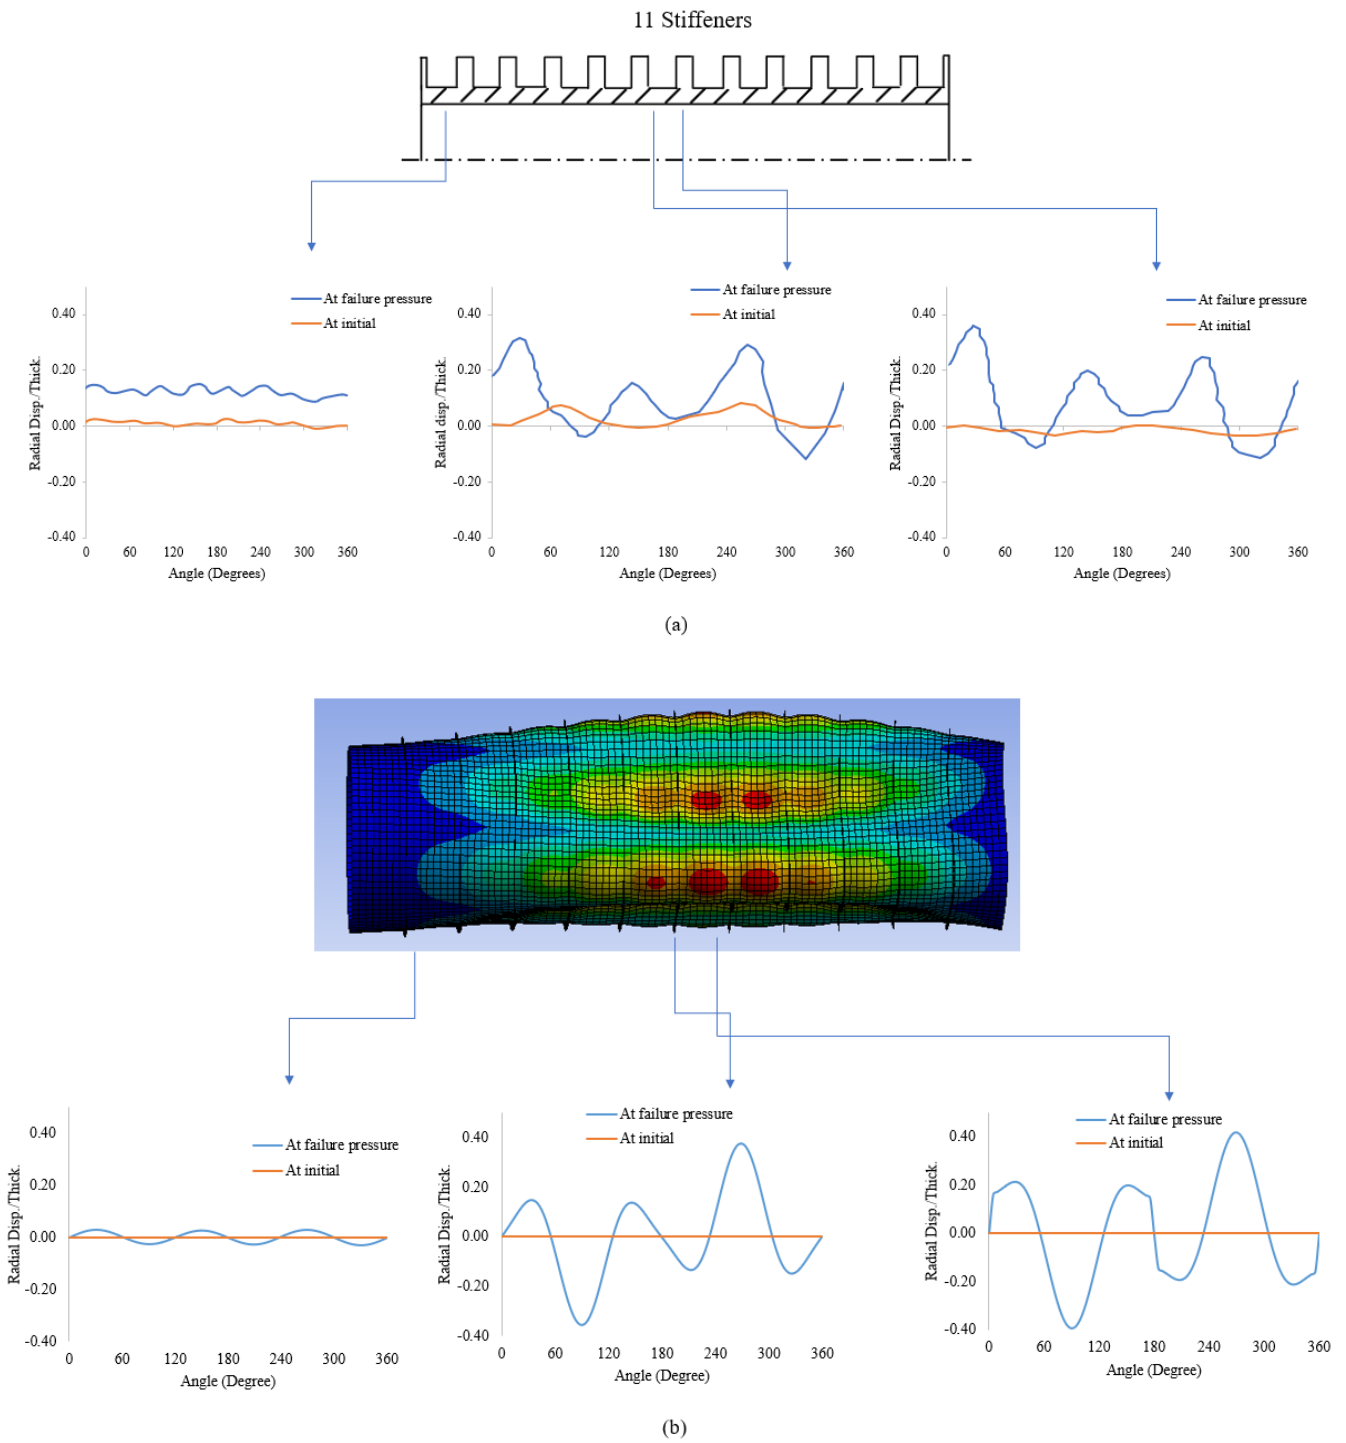 11 Stiffeners
At failure pressure
At initial
0.40
0.20
0.00
-0.20
-0.40
Radial Disp./Thick.
0 60 120 180 240 300 360
Angle (Degrees)
At failure pressure
At initial
0.40
0.20
0.00
-0.20
-0.40
Radial disp./Thick.
0 60 120 180 240 300 360
Angle (Degrees)
At failure pressure
At initial
0.40
0.20
0.00
-0.20
-0.40
Radial Disp./Thick.
0 60 120 180 240 300 360
Angle (Degrees)
(a)
At failure pressure
At initial
0.40
0.20
0.00
-0.20
-0.40
Radial Disp./Thick.
0 60 120 180 240 300 360
Angle (Degree)
At failure pressure
At initial
0.40
0.20
0.00
-0.20
-0.40
Radial Disp./Thick.
0 60 120 180 240 300 360
Angle (Degree)
At failure pressure
At initial
0.40
0.20
0.00
-0.20
-0.40
Radial Disp./Thick.
0 60 120 180 240 300 360
Angle (Degree)
(b)